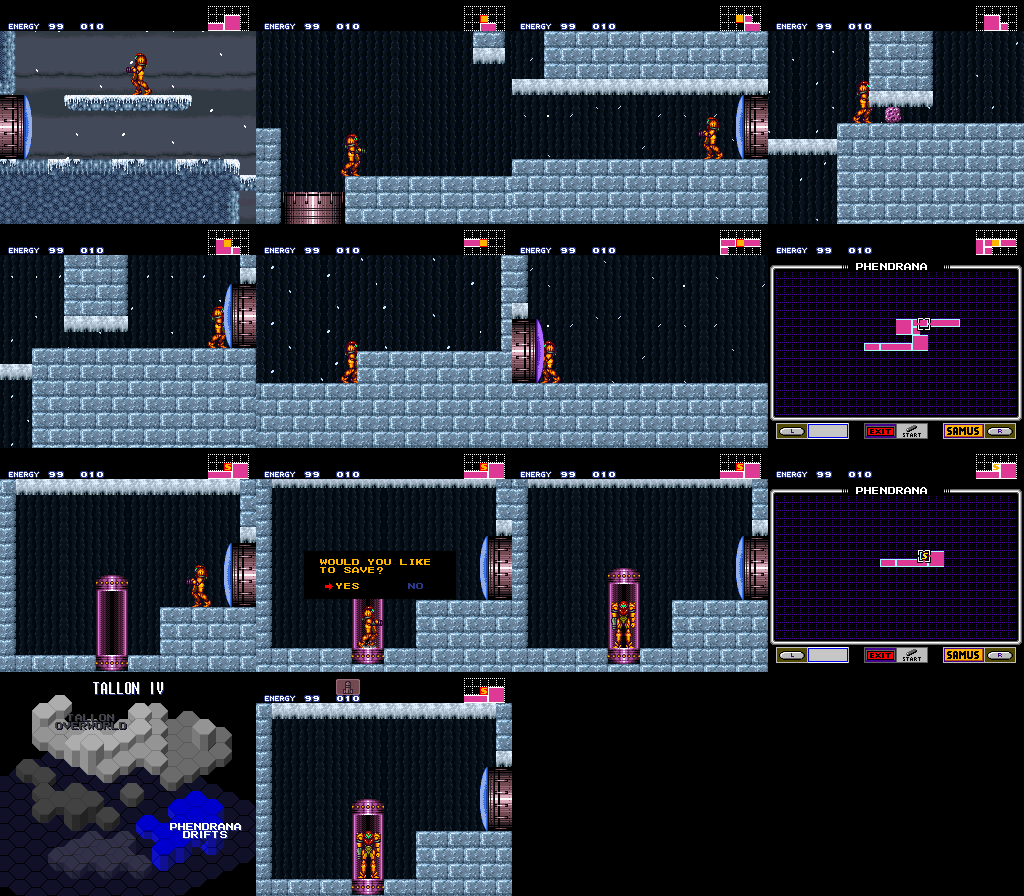 ENERGY 99 010
ENERGY 99 010
ENERGY 99 010
ENERGY 99 010
ENERGY 99 010
ENERGY 99 010
ENERGY 99 010
ENERGY 99 010
PHENDRANA
L
EXIT
START
SAMUS
R
ENERGY 99 010
S
ENERGY 99 010
S
WOULD YOU LIKE
TO SAVE?
YES NO
ENERGY 99 010
S
ENERGY 99 010
S
PHENDRANA
S
L
EXIT
START
SAMUS
R
TALLON IV
TALLON
OVERWORLD
PHENDRANA
DRIFTS
ENERGY 99 010
S